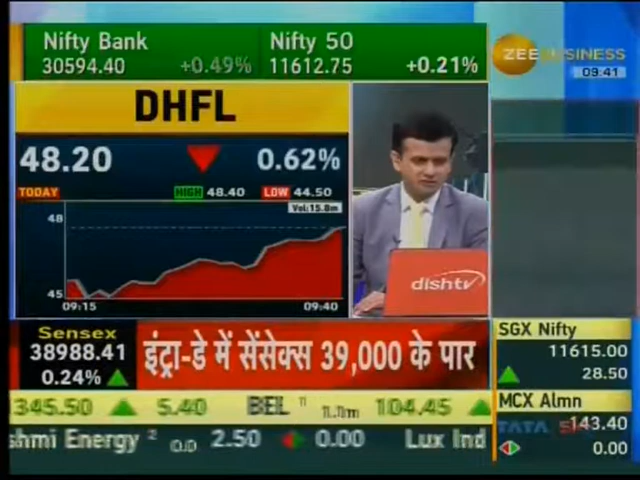 Nifty Bank
30594.40 +0.49%
Nifty 50
11612.75 +0.21%
ZEE BUSINESS
09:41
DHFL
48.20 ▼ 0.62%
TODAY HIGH 48.40 LOW 44.50
Vol:15.8m
48
45
09:15 09:40
dishtv
Sensex
38988.41
0.24% ▲
इंट्रा-डे में सेंसेक्स 39,000 के पार
SGX Nifty
11615.00
▲ 28.50
MCX Almn
143.40
0.00
TATA SKY
345.50 ▲ 5.40 BEL 104.45 ▲
shmi Energy 2.50 0.00 Lux Ind